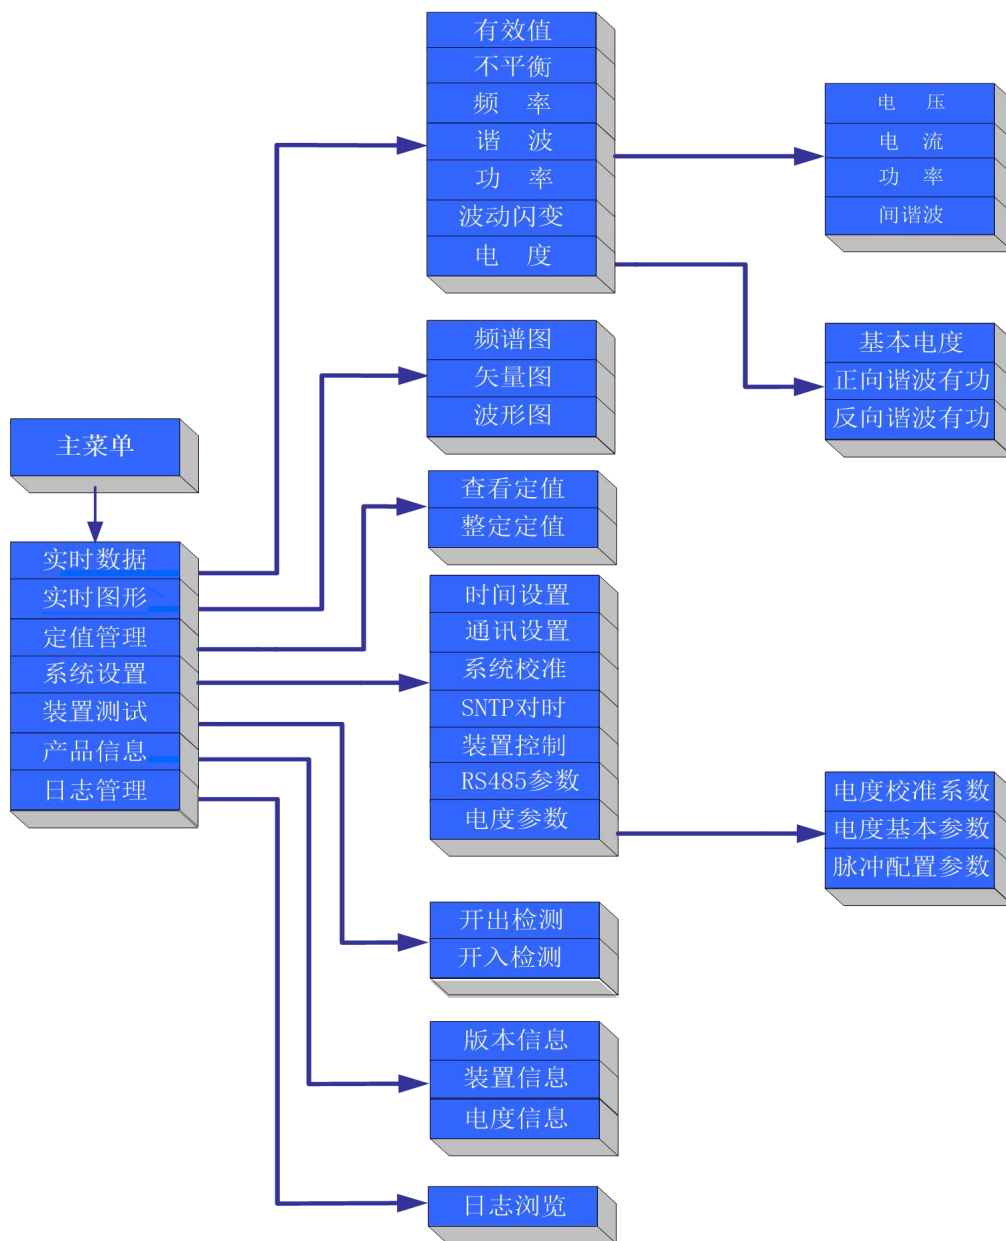 主菜单
实时数据
实时图形
定值管理
系统设置
装置测试
产品信息
日志管理
有效值
不平衡
频 率
谐 波
功 率
波动闪变
电 度
电 压
电 流
功 率
间谐波
基本电度
正向谐波有功
反向谐波有功
频谱图
矢量图
波形图
查看定值
整定定值
时间设置
通讯设置
系统校准
SNTP对时
装置控制
RS485参数
电度参数
电度校准系数
电度基本参数
脉冲配置参数
开出检测
开入检测
版本信息
装置信息
电度信息
日志浏览